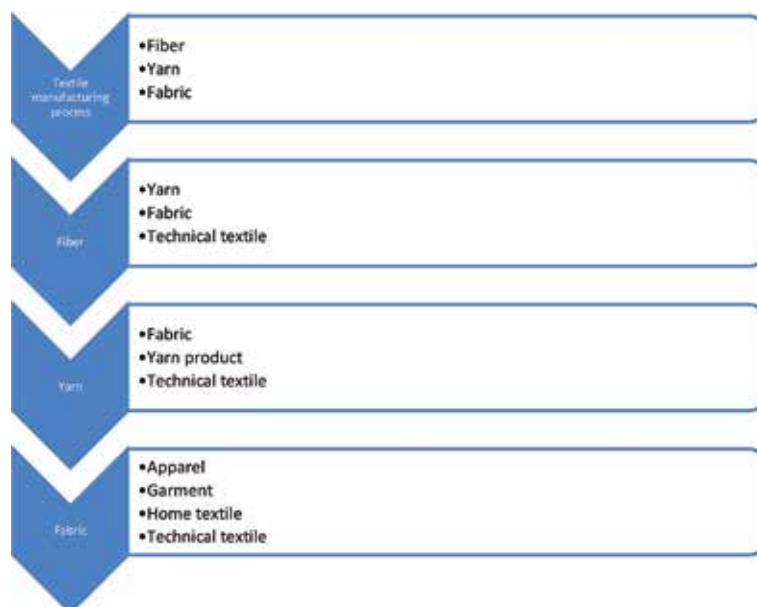 Textile
manufacturing
process
•Fiber
•Yarn
•Fabric
Fiber
•Yarn
•Fabric
•Technical textile
Yarn
•Fabric
•Yarn product
•Technical textile
Fabric
•Apparel
•Garment
•Home textile
•Technical textile